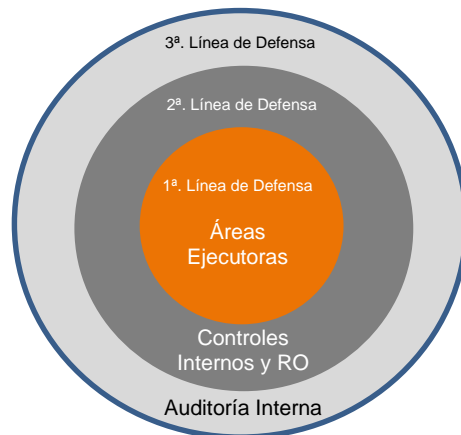 3ª. Línea de Defensa
2ª. Línea de Defensa
1ª. Línea de Defensa
Áreas
Ejecutoras
Controles
Internos y RO
Auditoría Interna